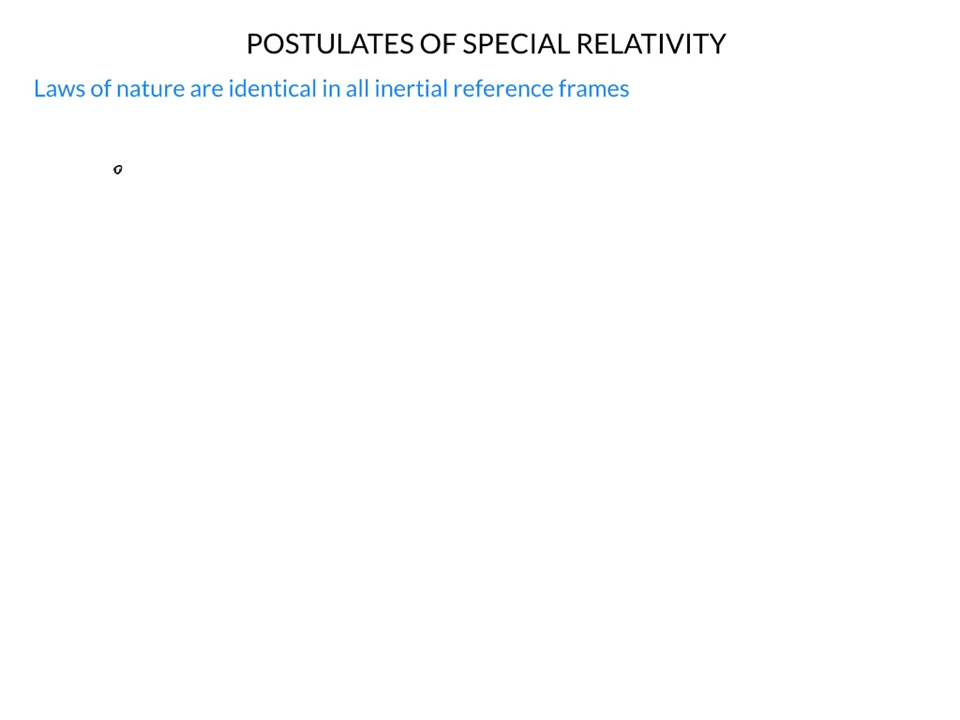 POSTULATES OF SPECIAL RELATIVITY
Laws of nature are identical in all inertial reference frames